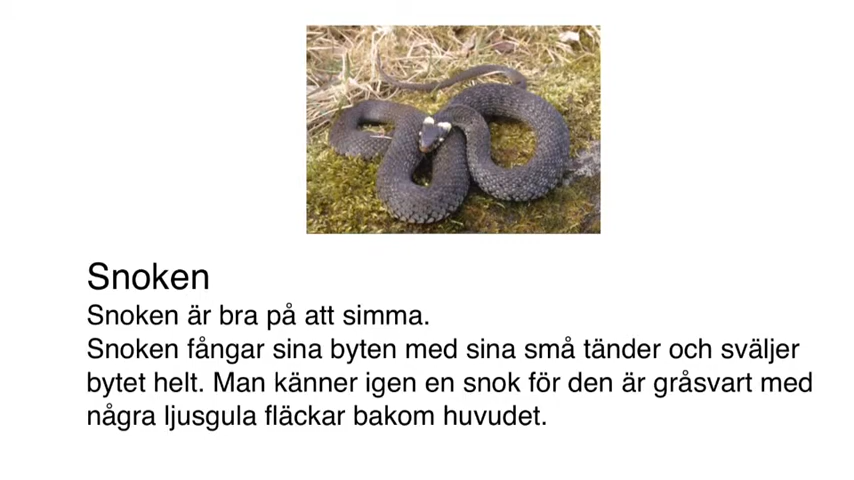 Snoken
Snoken är bra på att simma.
Snoken fångar sina byten med sina små tänder och sväljer
bytet helt. Man känner igen en snok för den är gråsvart med
några ljusgula fläckar bakom huvudet.